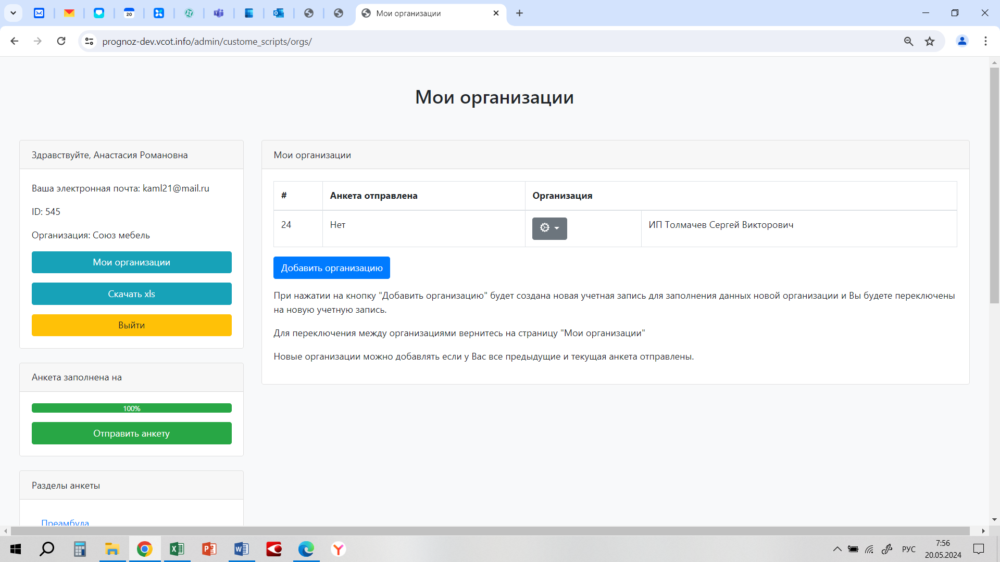 20
Мои организации
prognoz-dev.vcot.info/admin/custome_scripts/orgs/
Мои организации
Здравствуйте, Анастасия Романовна
Ваша электронная почта: kaml21@mail.ru
ID: 545
Организация: Союз мебель
Мои организации
Скачать xls
Выйти
Анкета заполнена на
100%
Отправить анкету
Разделы анкеты
Преамбула
Мои организации
# Анкета отправлена Организация
24 Нет ИП Толмачев Сергей Викторович
Добавить организацию
При нажатии на кнопку "Добавить организацию" будет создана новая учетная запись для заполнения данных новой организации и Вы будете переключены
на новую учетную запись.
Для переключения между организациями вернитесь на страницу "Мои организации"
Новые организации можно добавлять если у Вас все предыдущие и текущая анкета отправлены.
РУС
7:56
20.05.2024